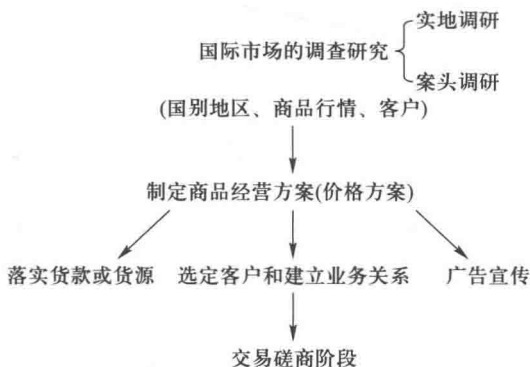 实地调研
国际市场的调查研究
案头调研
(国别地区、商品行情、客户)
制定商品经营方案(价格方案)
落实货款或货源 选定客户和建立业务关系 广告宣传
交易磋商阶段